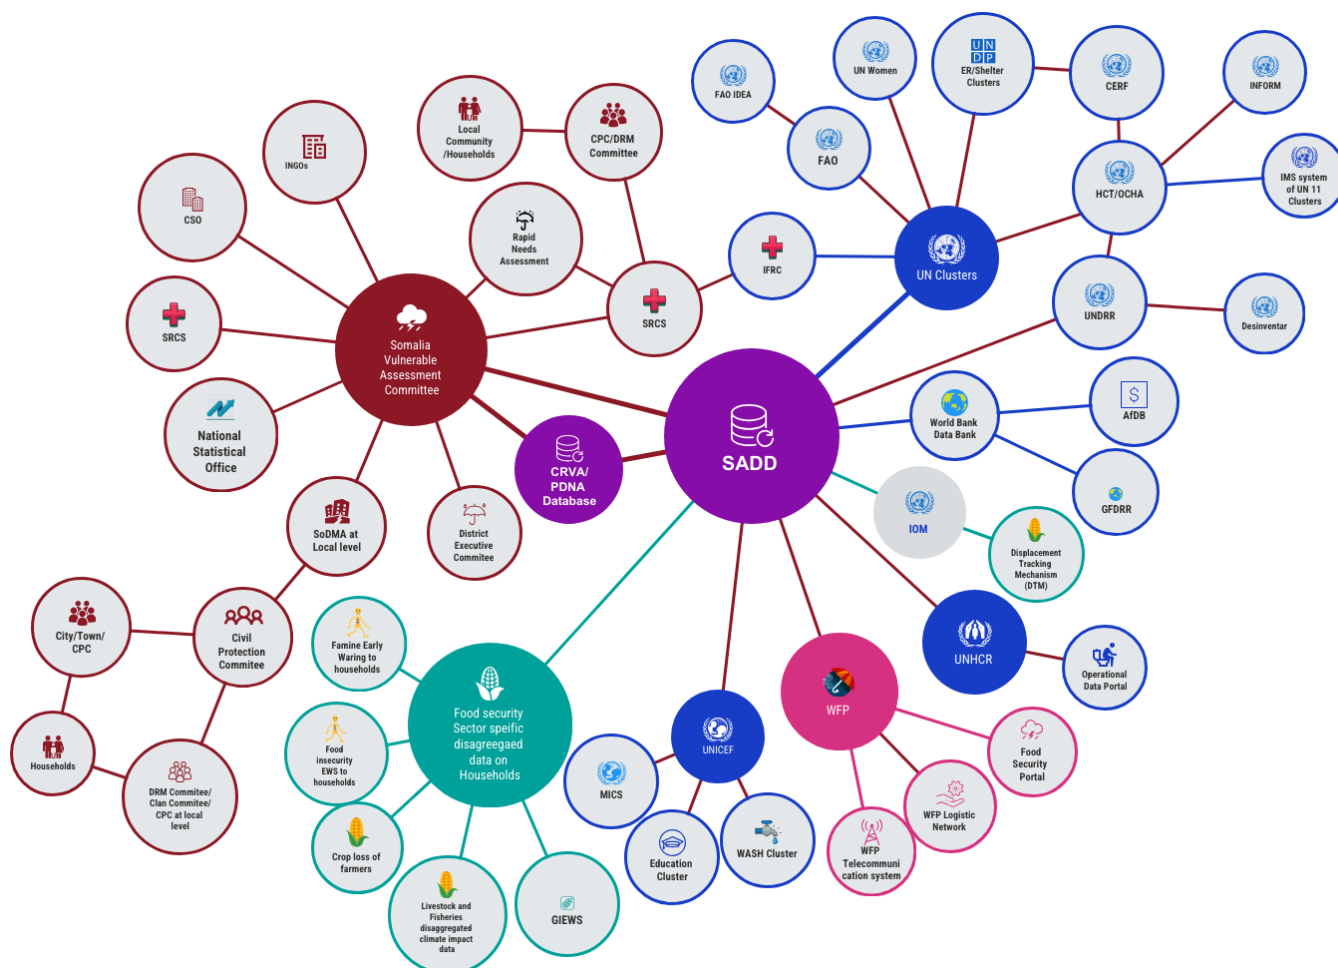 FAO IDEA
UN Women
UN
DP
ER/Shelter
Clusters
CERF
INFORM
Local
Community
/Households
CPC/DRM
Committee
INGOs
FAO
HCT/OCHA
IMS system
of UN 11
Clusters
CSO
Rapid
Needs
Assessment
IFRC
UN Clusters
SRCS
SRCS
UNDRR
Desinventar
Somalia
Vulnerable
Assessment
Committee
National
Statistical
Office
CRVA/
PDNA
Database
SADD
World Bank
Data Bank
$
AfDB
GFDRR
IOM
Displacement
Tracking
Mechanism
(DTM)
SoDMA at
Local level
District
Executive
Commitee
City/Town/
CPC
Civil
Protection
Commitee
Households
DRM Commitee/
Clan Commitee/
CPC at local
level
Famine Early
Waring to
households
Food
insecurity
EWS to
households
Crop loss of
farmers
Livestock and
Fisheries
disaggregated
climate impact
data
GIEWS
Food security
Sector speific
disagreegaed
data on
Households
UNICEF
MICS
Education
Cluster
WASH Cluster
WFP
WFP
Telecommuni
cation system
WFP Logistic
Network
Food
Security
Portal
UNHCR
Operational
Data Portal